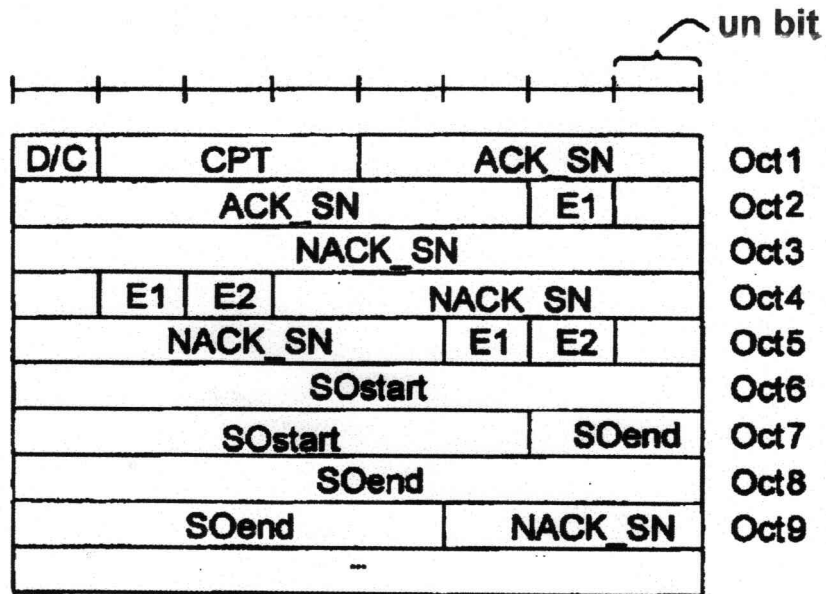 un bit
D/C CPT ACK_SN Oct1
ACK_SN E1 Oct2
NACK_SN Oct3
E1 E2 NACK_SN Oct4
NACK_SN E1 E2 Oct5
SOstart Oct6
SOstart SOend Oct7
SOend Oct8
SOend NACK_SN Oct9
...